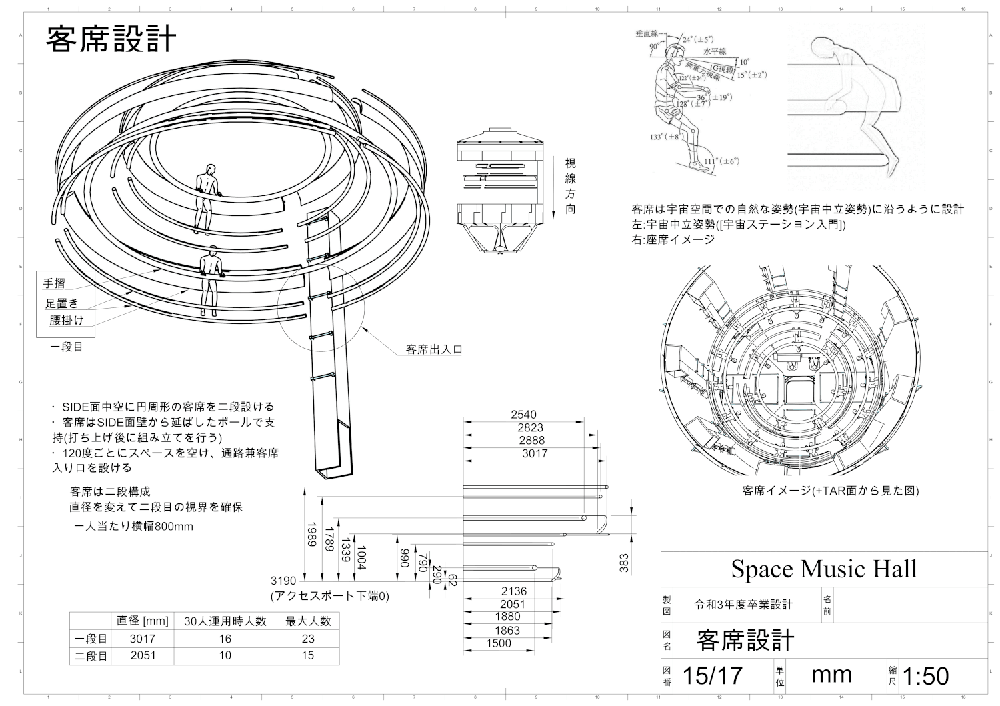 客席設計
手摺
足置き
腰掛け
一段目
客席出入口
視線方向
垂直線
24°(±5°)
90°
水平線
10°
15°(±2°)
36°(±19°)
128°(±7°)
133°(±8°)
111°(±6°)
客席は宇宙空間での自然な姿勢(宇宙中立姿勢)に沿うように設計
左:宇宙中立姿勢([宇宙ステーション入門])
右:座席イメージ
客席イメージ(+TAR面から見た図)
・ SIDE面中空に円周形の客席を二段設ける
・ 客席はSIDE面壁から延ばしたポールで支
持(打ち上げ後に組み立てを行う)
・ 120度ごとにスペースを空け、通路兼客席
入り口を設ける
客席は二段構成
直径を変えて二段目の視界を確保
一人当たり横幅800mm
2540
2823
2888
3017
1989
1789
1339
1004
990
790
290
62
383
3190
(アクセスポート下端0)
2136
2051
1880
1863
1500
直径 [mm] 30人運用時人数 最大人数
一段目 3017 16 23
二段目 2051 10 15
Space Music Hall
製図 令和3年度卒業設計 名前
図名 客席設計
図番 15/17 単位 mm 縮尺 1:50